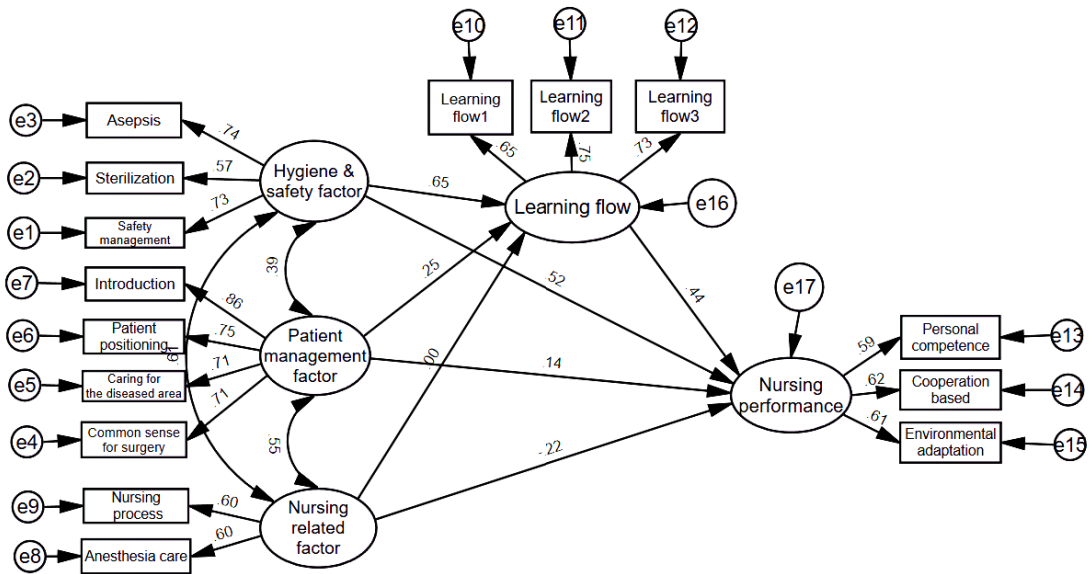 e10
e11
e12
Learning
flow1
Learning
flow2
Learning
flow3
.65
.75
.73
e3
Asepsis
.74
e2
Sterilization
.57
e1
Safety
management
.73
Hygiene &
safety factor
.65
Learning flow
e16
e7
Introduction
.86
e6
Patient
positioning
.75
e5
Caring for
the diseased area
.71
e4
Common sense
for surgery
.71
.39
Patient
management
factor
.25
.52
.44
.00
.14
e17
Nursing
performance
.59
Personal
competence
e13
.62
Cooperation
based
e14
.61
Environmental
adaptation
e15
.55
-.22
e9
Nursing
process
.60
e8
Anesthesia care
.60
Nursing
related
factor